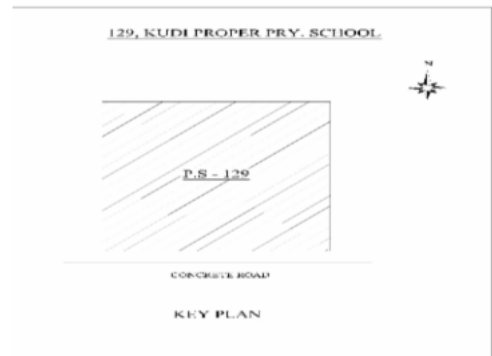 129, KUDI PROPER PRY. SCHOOL
N
P.S - 129
CONCRETE ROAD
KEY PLAN